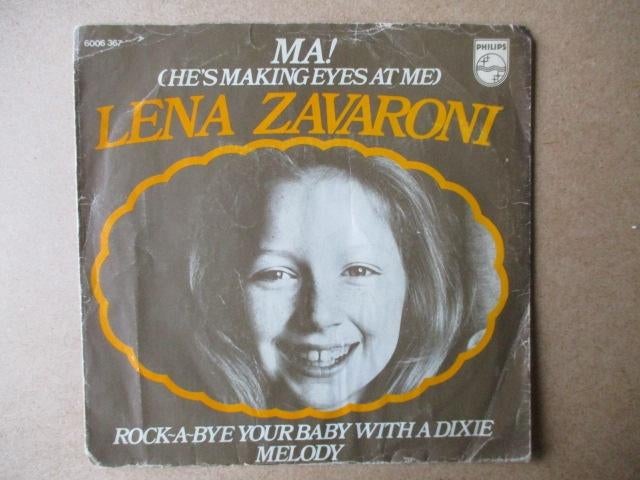 6006 367
PHILIPS
MA!
(HE'S MAKING EYES AT ME)
LENA ZAVARONI
ROCK-A-BYE YOUR BABY WITH A DIXIE
MELODY